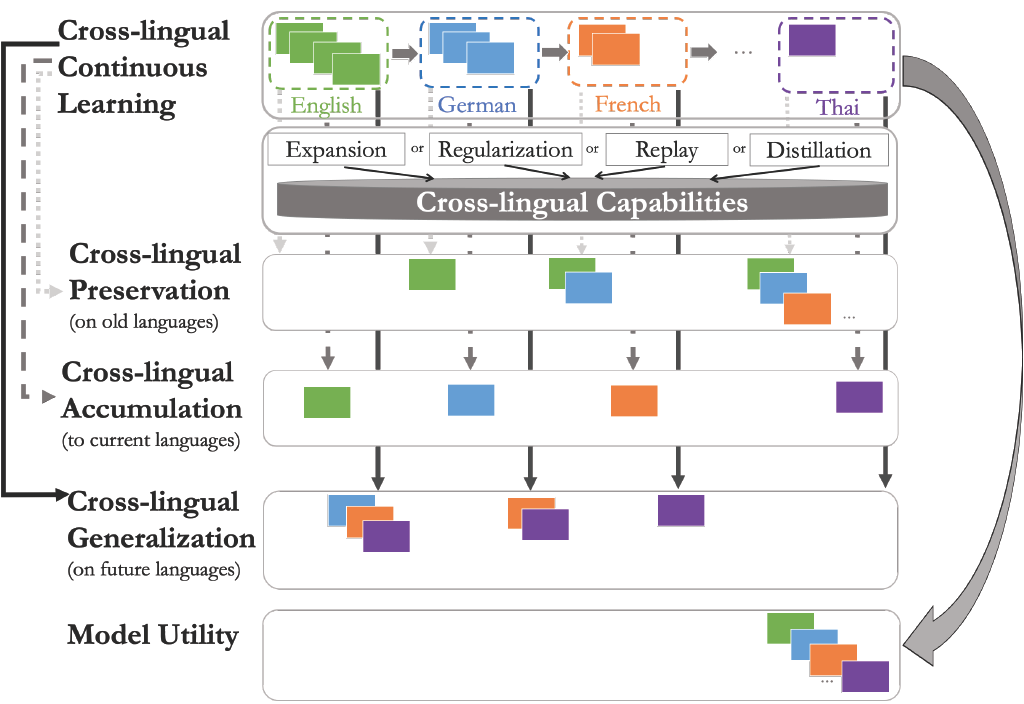 Cross-lingual
Continuous
Learning
...
English
German
French
Thai
Expansion or Regularization or Replay or Distillation
Cross-lingual Capabilities
Cross-lingual
Preservation
(on old languages)
...
Cross-lingual
Accumulation
(to current languages)
Cross-lingual
Generalization
(on future languages)
Model Utility
...